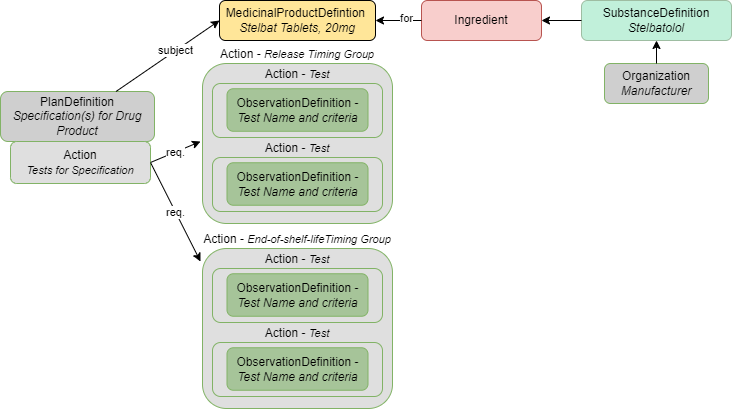 MedicinalProductDefintion
Stelbat Tablets, 20mg
for
Ingredient
SubstanceDefinition
Stelbatolol
subject
Action - Release Timing Group
Action - Test
ObservationDefinition -
Test Name and criteria
Action - Test
ObservationDefinition -
Test Name and criteria
Organization
Manufacturer
PlanDefinition
Specification(s) for Drug
Product
Action
Tests for Specification
req.
req.
Action - End-of-shelf-lifeTiming Group
Action - Test
ObservationDefinition -
Test Name and criteria
Action - Test
ObservationDefinition -
Test Name and criteria